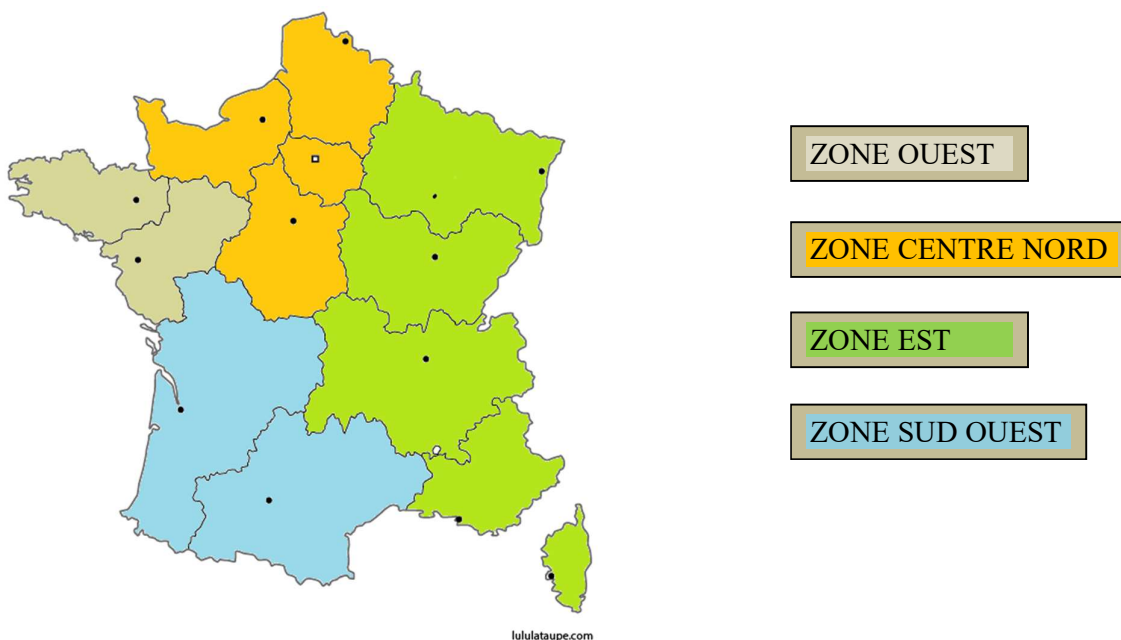 ZONE OUEST
ZONE CENTRE NORD
ZONE EST
ZONE SUD OUEST
lululataupe.com